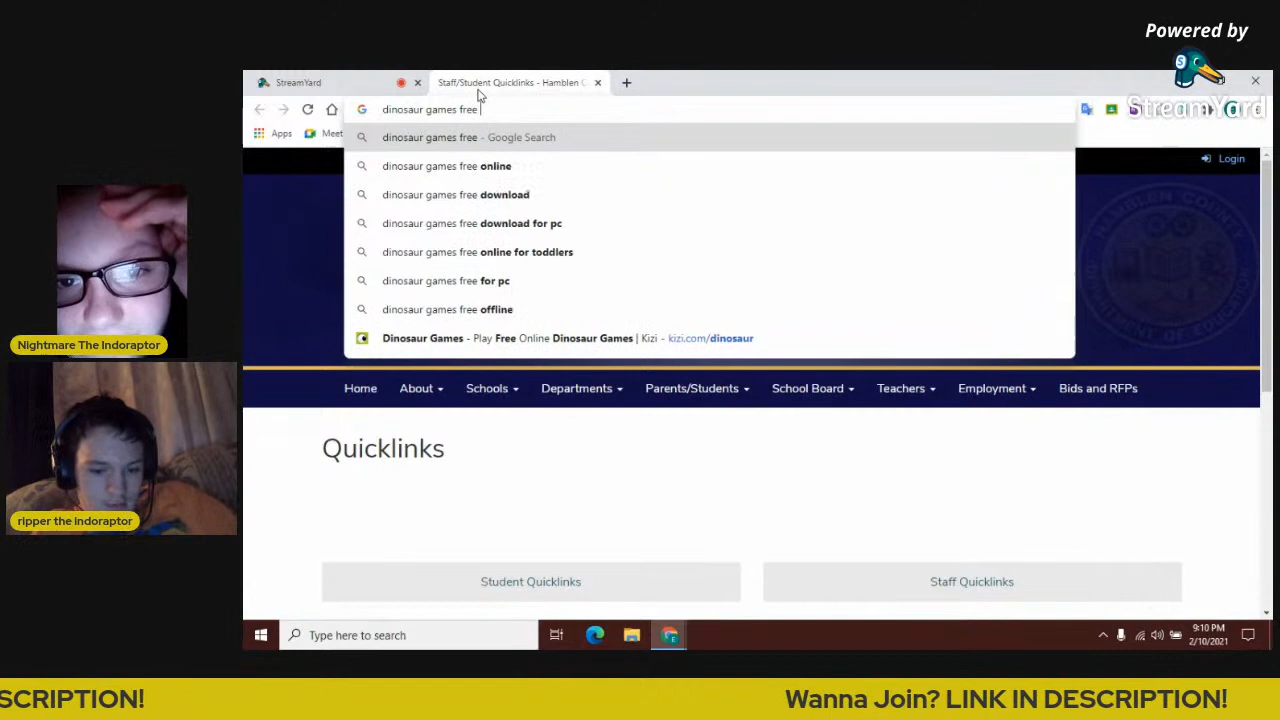 Powered by
StreamYard
StreamYard
Staff/Student Quicklinks - Hamblen C
dinosaur games free
Apps
Meet
dinosaur games free - Google Search
dinosaur games free online
dinosaur games free download
dinosaur games free download for pc
dinosaur games free online for toddlers
dinosaur games free for pc
dinosaur games free offline
Dinosaur Games - Play Free Online Dinosaur Games | Kizi - kizi.com/dinosaur
Login
Home About Schools Departments Parents/Students School Board Teachers Employment Bids and RFPs
Quicklinks
Student Quicklinks
Staff Quicklinks
Nightmare The Indoraptor
ripper the indoraptor
Type here to search
9:10 PM
2/10/2021
SCRIPTION!
Wanna Join? LINK IN DESCRIPTION!